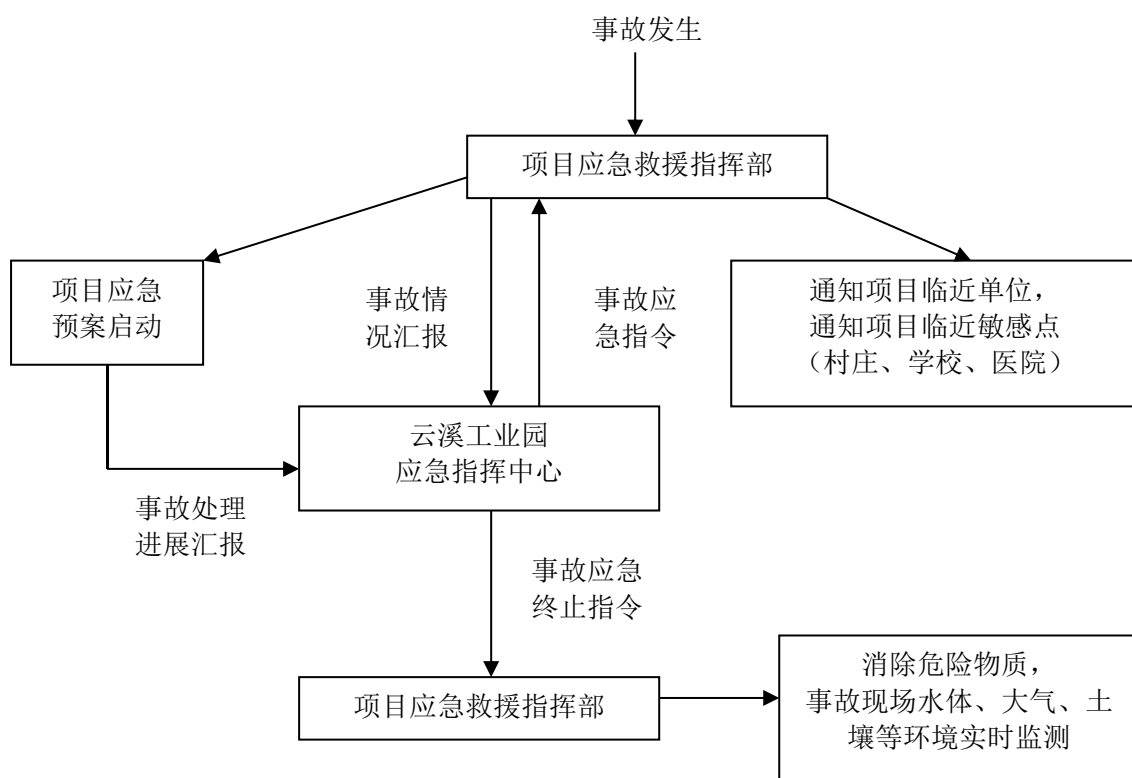 事故发生
项目应急救援指挥部
项目应急
预案启动
事故情
况汇报
事故应
急指令
通知项目临近单位，
通知项目临近敏感点
（村庄、学校、医院）
云溪工业园
应急指挥中心
事故处理
进展汇报
事故应急
终止指令
项目应急救援指挥部
消除危险物质，
事故现场水体、大气、土
壤等环境实时监测